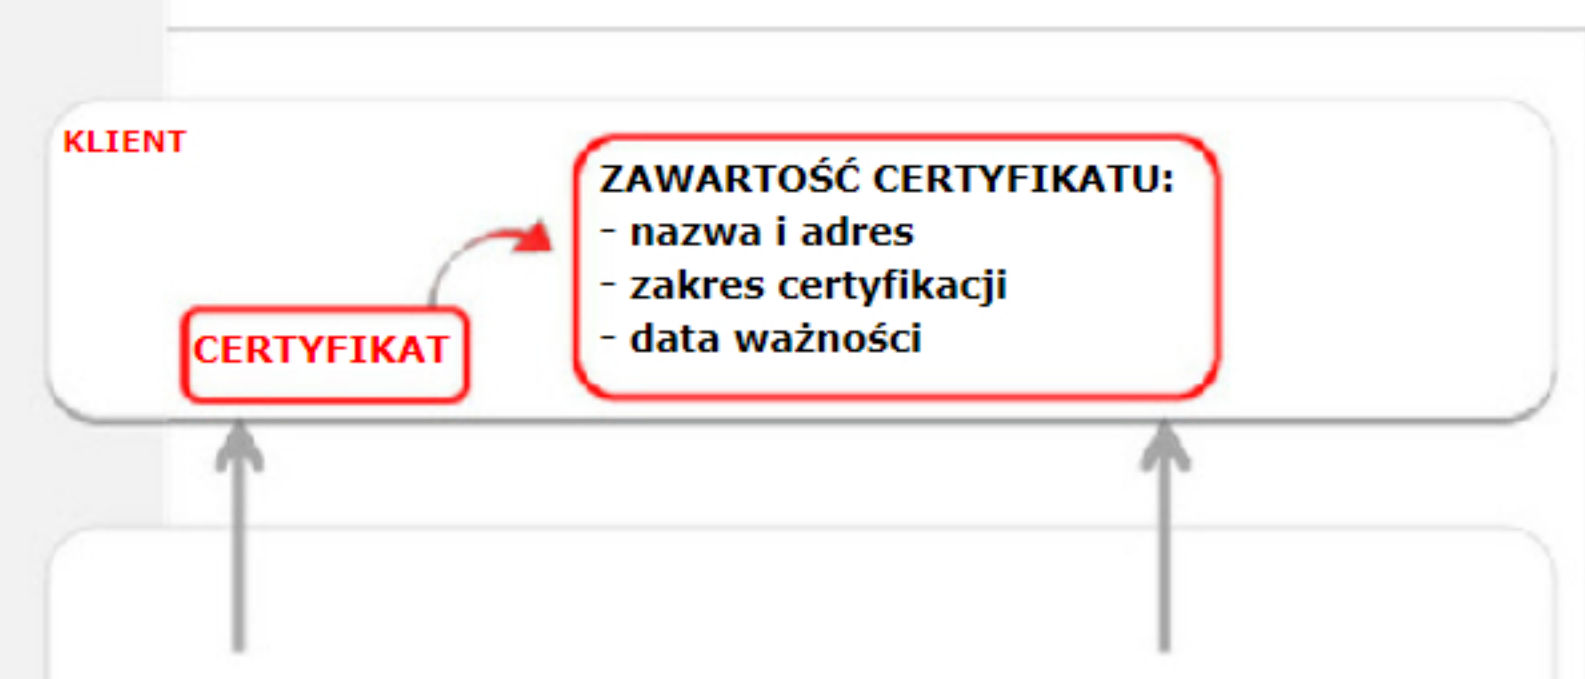 KLIENT
ZAWARTOŚĆ CERTYFIKATU:
- nazwa i adres
- zakres certyfikacji
- data ważności
CERTYFIKAT